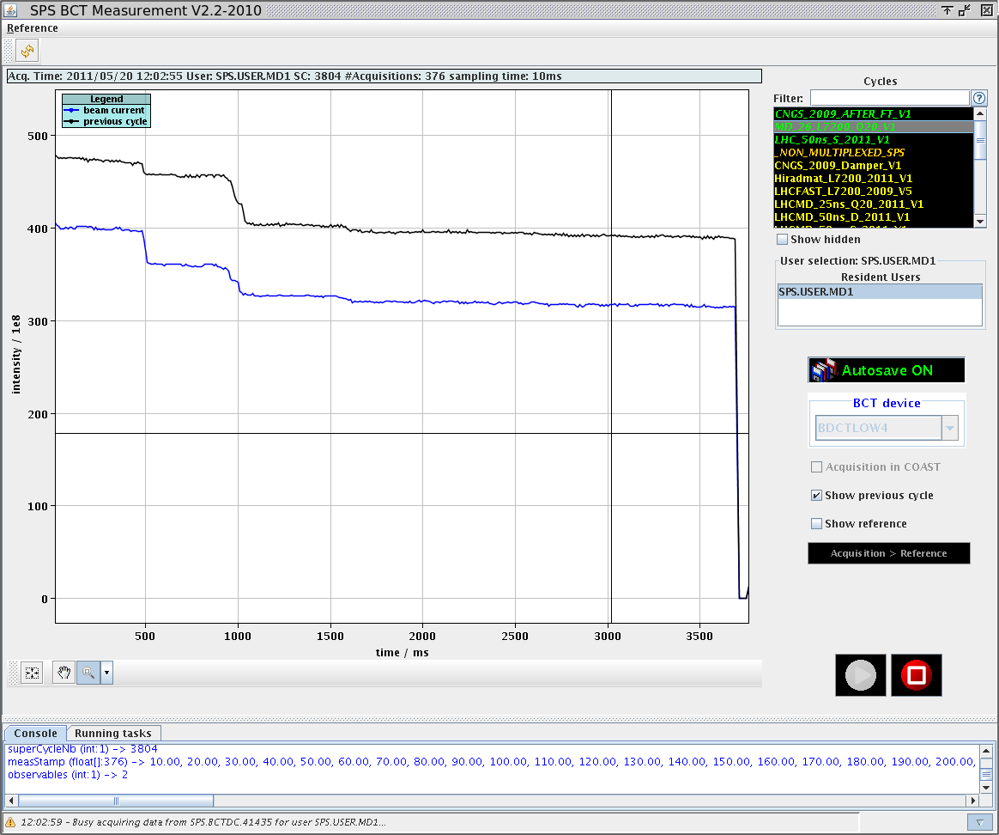 SPS BCT Measurement V2.2-2010
Reference
Acq. Time: 2011/05/20 12:02:55 User: SPS.USER.MD1 SC: 3804 #Acquisitions: 376 sampling time: 10ms
Legend
beam current
previous cycle
500
400
300
200
100
0
intensity / 1e8
500
1000
1500
2000
2500
3000
3500
time / ms
Cycles
Filter:
?
CNGS_2009_AFTER_FT_V1
MD_26_L7200_Q20_V1
LHC_50ns_S_2011_V1
_NON_MULTIPLEXED_SPS
CNGS_2009_Damper_V1
Hiradmat_L7200_2011_V1
LHCFAST_L7200_2009_V5
LHCMD_25ns_Q20_2011_V1
LHCMD_50ns_D_2011_V1
Show hidden
User selection: SPS.USER.MD1
Resident Users
SPS.USER.MD1
Autosave ON
BCT device
BDCTLOW4
Acquisition in COAST
Show previous cycle
Show reference
Acquisition > Reference
Console
Running tasks
superCycleNb (int:1) -> 3804
measStamp (float[]:376) -> 10.00, 20.00, 30.00, 40.00, 50.00, 60.00, 70.00, 80.00, 90.00, 100.00, 110.00, 120.00, 130.00, 140.00, 150.00, 160.00, 170.00, 180.00, 190.00, 200.00,
observables (int:1) -> 2
12:02:59 - Busy acquiring data from SPS.BCTDC.41435 for user SPS.USER.MD1...